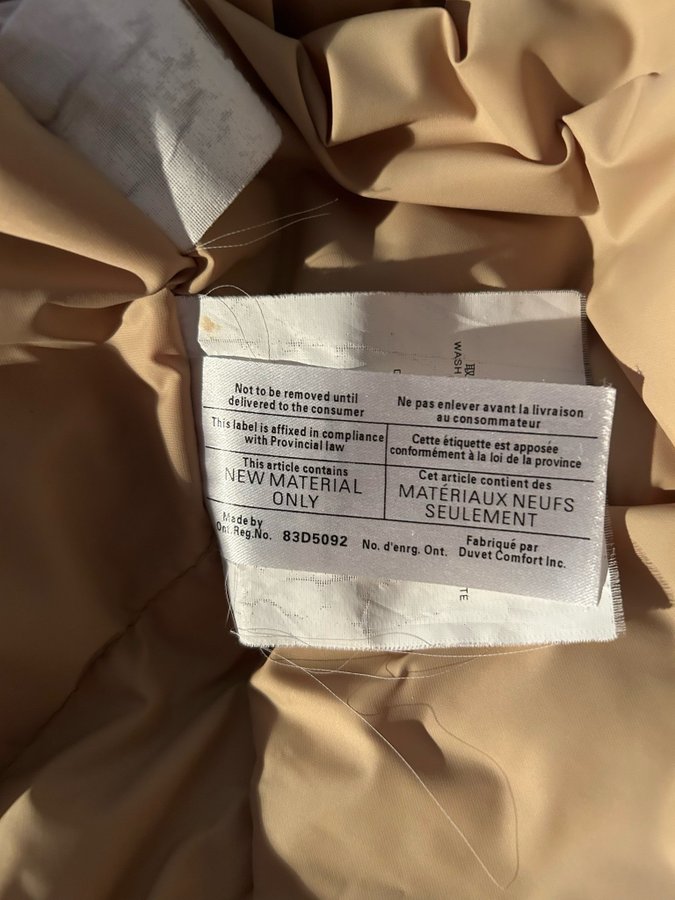 WASH
Not to be removed until
delivered to the consumer
Ne pas enlever avant la livraison
au consommateur
This label is affixed in compliance
with Provincial law
Cette étiquette est apposée
conformément à la loi de la province
This article contains
NEW MATERIAL
ONLY
Cet article contient des
MATÉRIAUX NEUFS
SEULEMENT
Made by
Ont.Reg.No. 83D5092 No. d'enrg. Ont.
Fabriqué par
Duvet Comfort Inc.